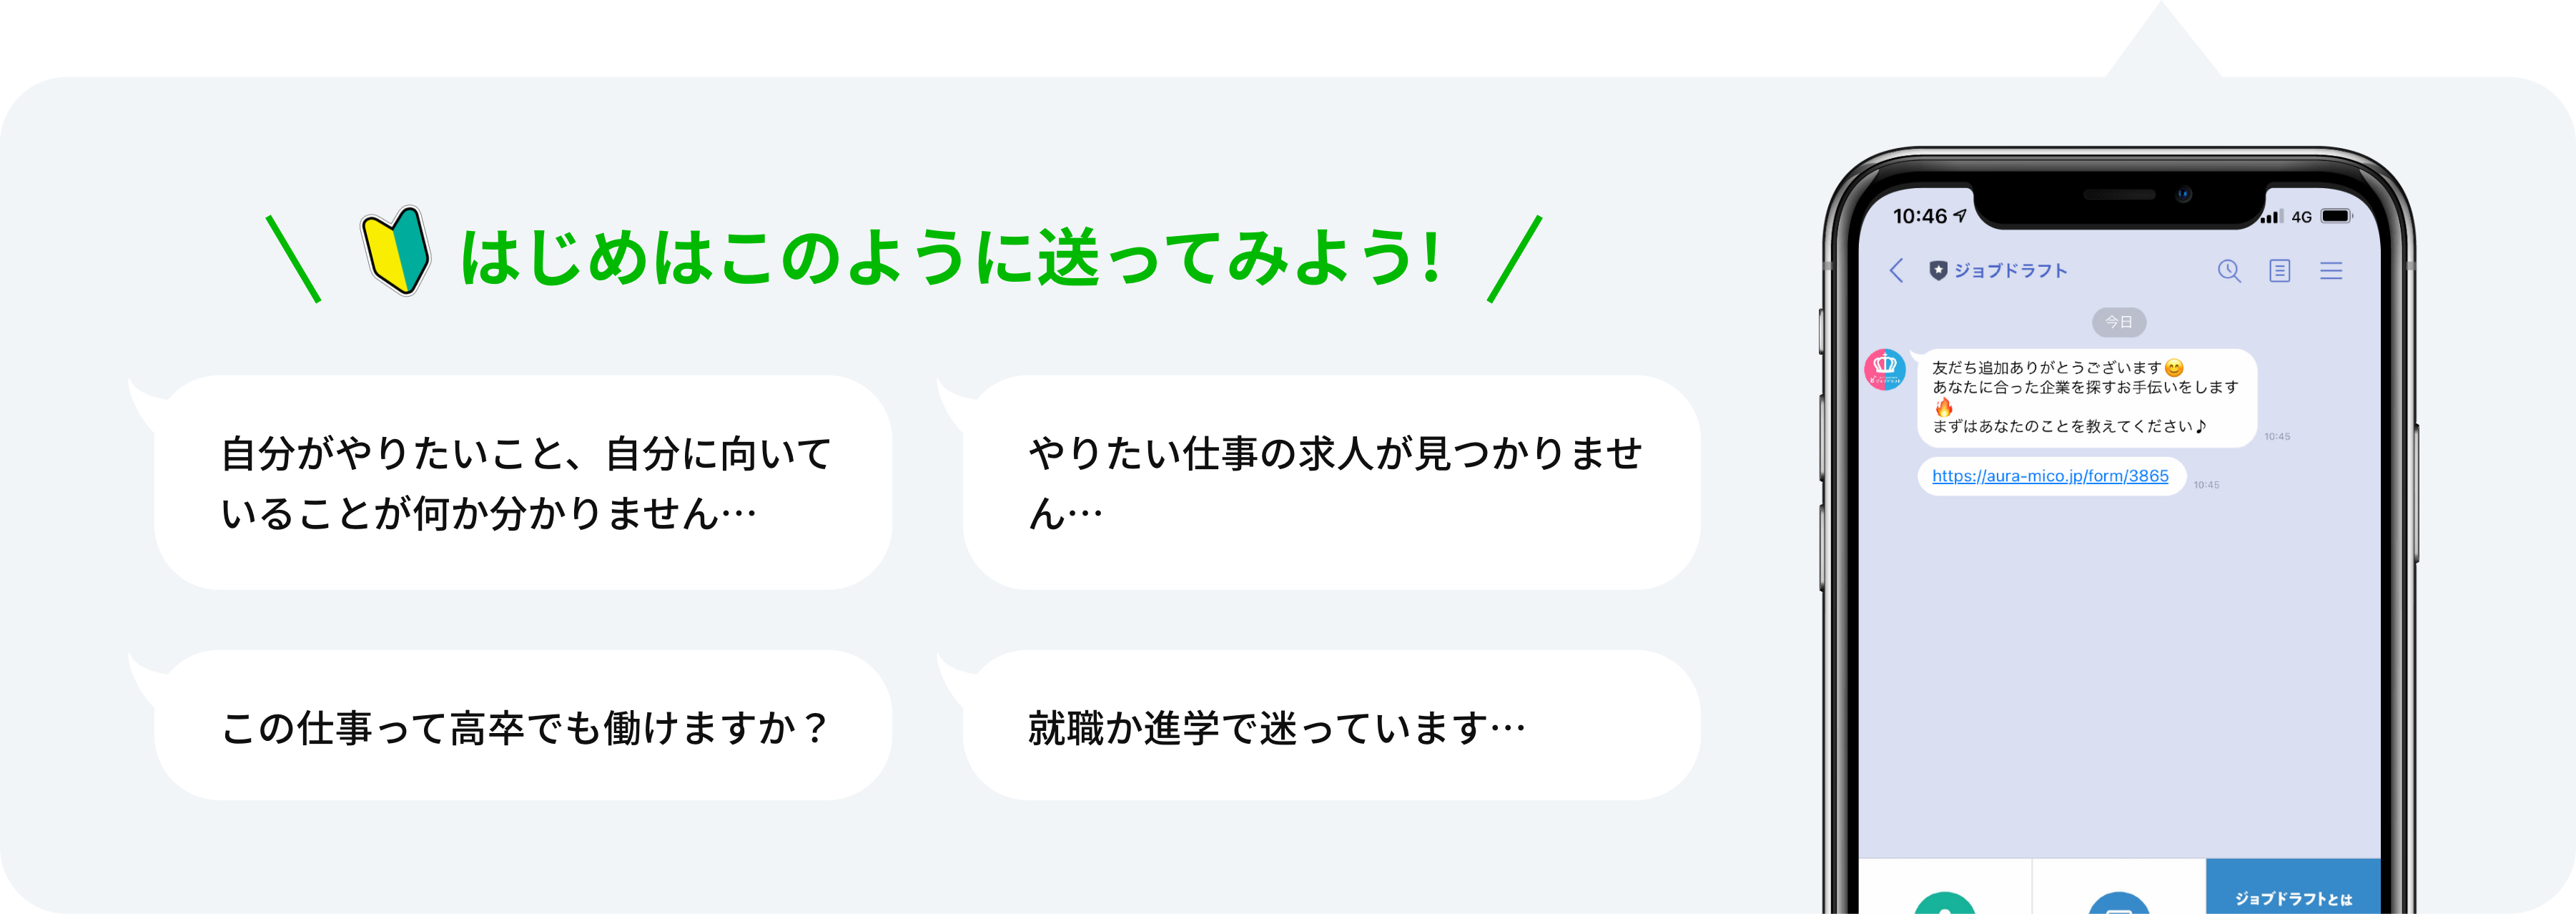 はじめはこのように送ってみよう!
自分がやりたいこと、自分に向いて
いることが何か分かりません…
やりたい仕事の求人が見つかりませ
ん…
この仕事って高卒でも働けますか？
就職か進学で迷っています…
10:46
4G
ジョブドラフト
今日
友だち追加ありがとうございます😊
あなたに合った企業を探すお手伝いをします
🔥
まずはあなたのことを教えてください♪
10:45
https://aura-mico.jp/form/3865
10:45
ジョブドラフトとは